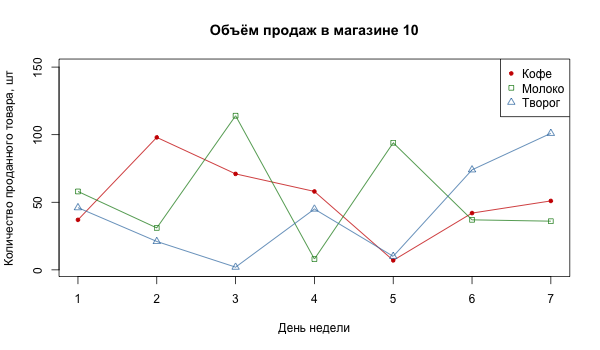 Объём продаж в магазине 10
Количество проданного товара, шт
150
100
50
0
Кофе
Молоко
Творог
1 2 3 4 5 6 7
День недели